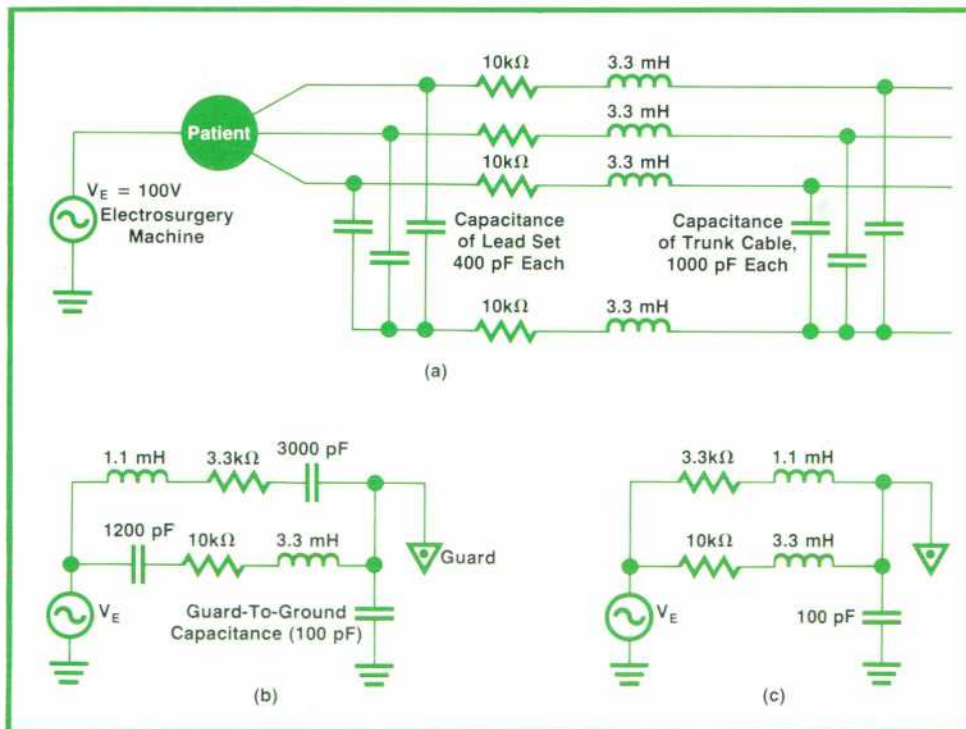 10kΩ
3.3 mH
Patient
10kΩ
3.3 mH
3.3 mH
V_E = 100V
Electrosurgery
Machine
Capacitance
of Lead Set
400 pF Each
Capacitance
of Trunk Cable,
1000 pF Each
10kΩ
3.3 mH
(a)
1.1 mH
3.3kΩ
3000 pF
1200 pF
10kΩ
3.3 mH
Guard
V_E
Guard-To-Ground
Capacitance (100 pF)
(b)
3.3kΩ
1.1 mH
10kΩ
3.3 mH
V_E
100 pF
(c)